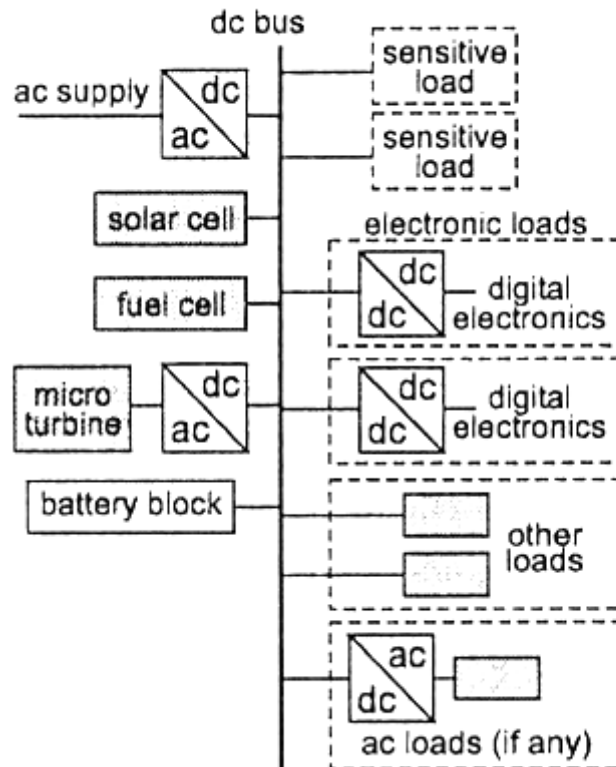 dc bus
ac supply
dc
ac
solar cell
fuel cell
micro
turbine
dc
ac
battery block
sensitive
load
sensitive
load
electronic loads
dc
dc
digital
electronics
dc
dc
digital
electronics
other
loads
ac
dc
ac loads (if any)